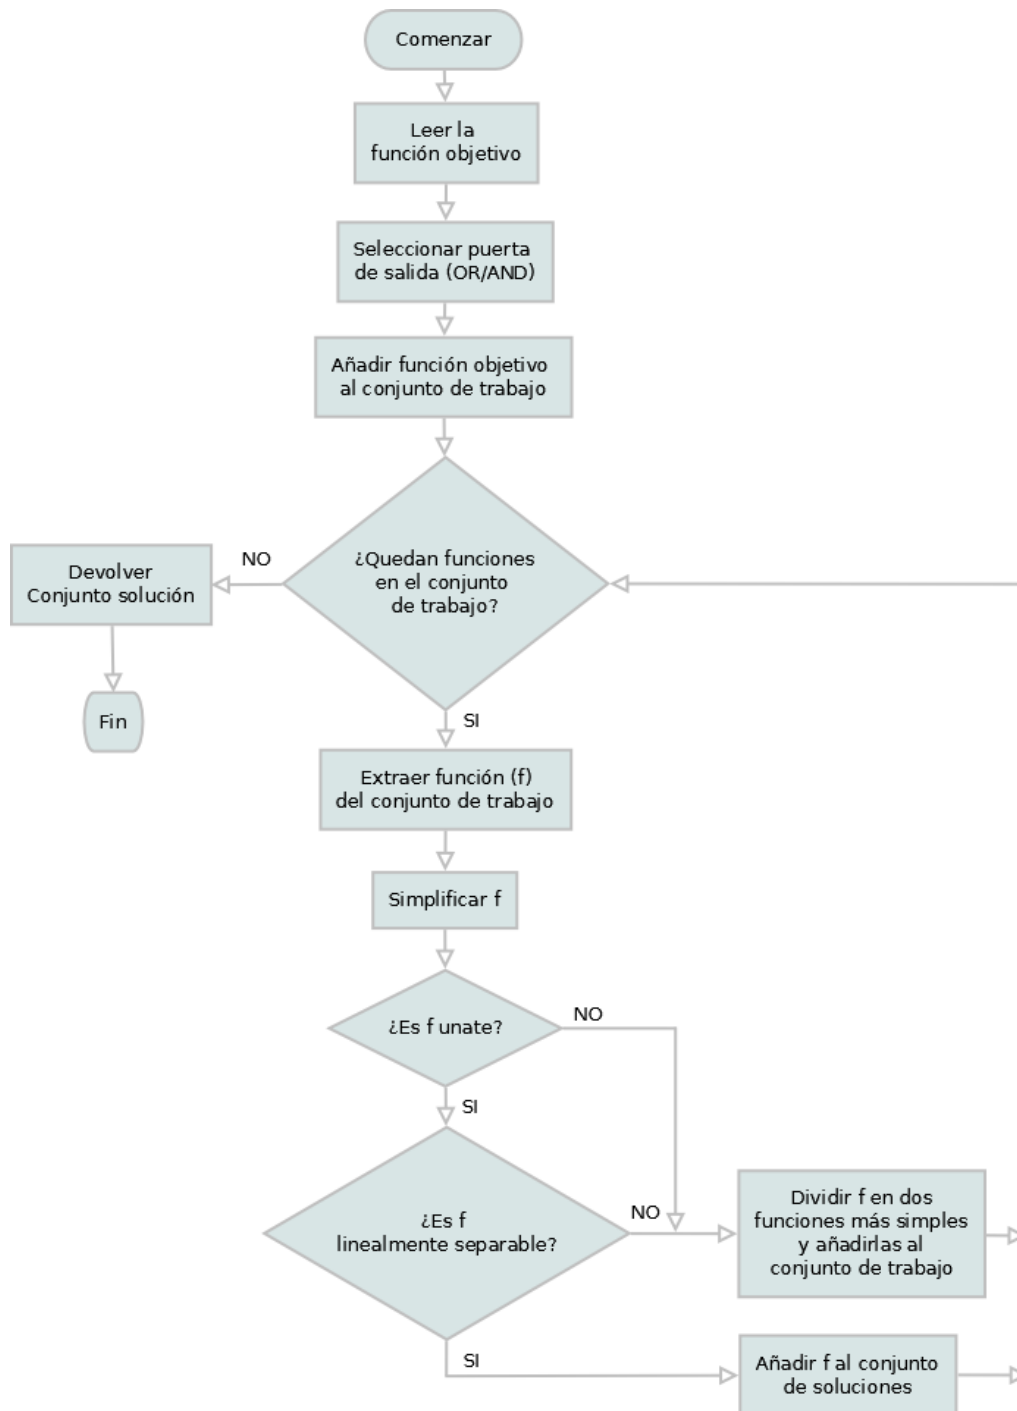 Comenzar
Leer la
función objetivo
Seleccionar puerta
de salida (OR/AND)
Añadir función objetivo
al conjunto de trabajo
¿Quedan funciones
en el conjunto
de trabajo?
NO
Devolver
Conjunto solución
Fin
SI
Extraer función (f)
del conjunto de trabajo
Simplificar f
¿Es f unate?
NO
SI
¿Es f
linealmente separable?
NO
Dividir f en dos
funciones más simples
y añadirlas al
conjunto de trabajo
SI
Añadir f al conjunto
de soluciones